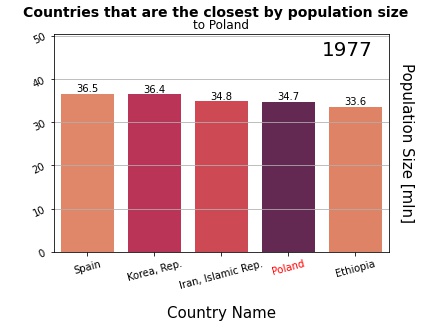 Countries that are the closest by population size
to Poland
1977
50
40
30
20
10
0
36.5
36.4
34.8
34.7
33.6
Spain
Korea, Rep.
Iran, Islamic Rep.
Poland
Ethiopia
Country Name
Population Size [mln]